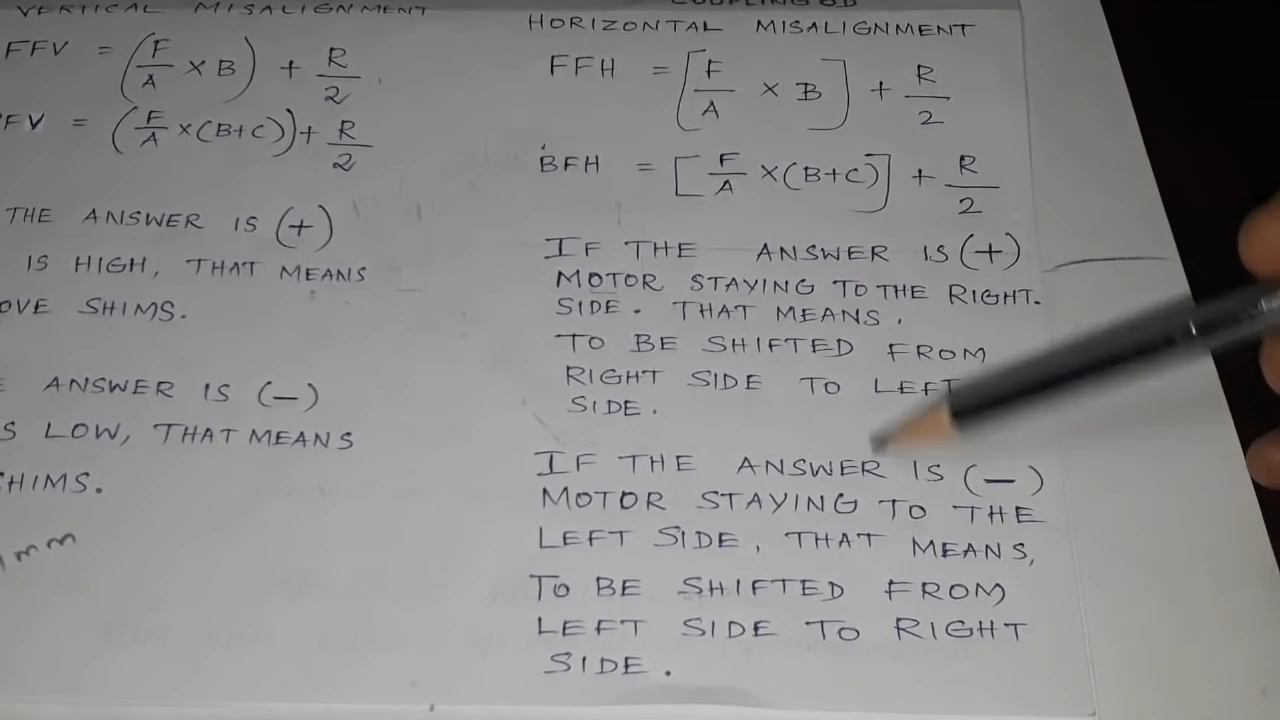 VERTICAL MISALIGNMENT
FFV = (F/A × B) + R/2
FV = (F/A × (B+C)) + R/2
THE ANSWER IS (+)
IS HIGH, THAT MEANS
OVE SHIMS.
ANSWER IS (−)
S LOW, THAT MEANS
SHIMS.
1mm
HORIZONTAL MISALIGNMENT
FFH = [F/A × B] + R/2
BFH = [F/A × (B+C)] + R/2
IF THE ANSWER IS (+)
MOTOR STAYING TO THE RIGHT.
SIDE. THAT MEANS,
TO BE SHIFTED FROM
RIGHT SIDE TO LEFT
SIDE.
IF THE ANSWER IS (−)
MOTOR STAYING TO THE
LEFT SIDE, THAT MEANS,
TO BE SHIFTED FROM
LEFT SIDE TO RIGHT
SIDE.